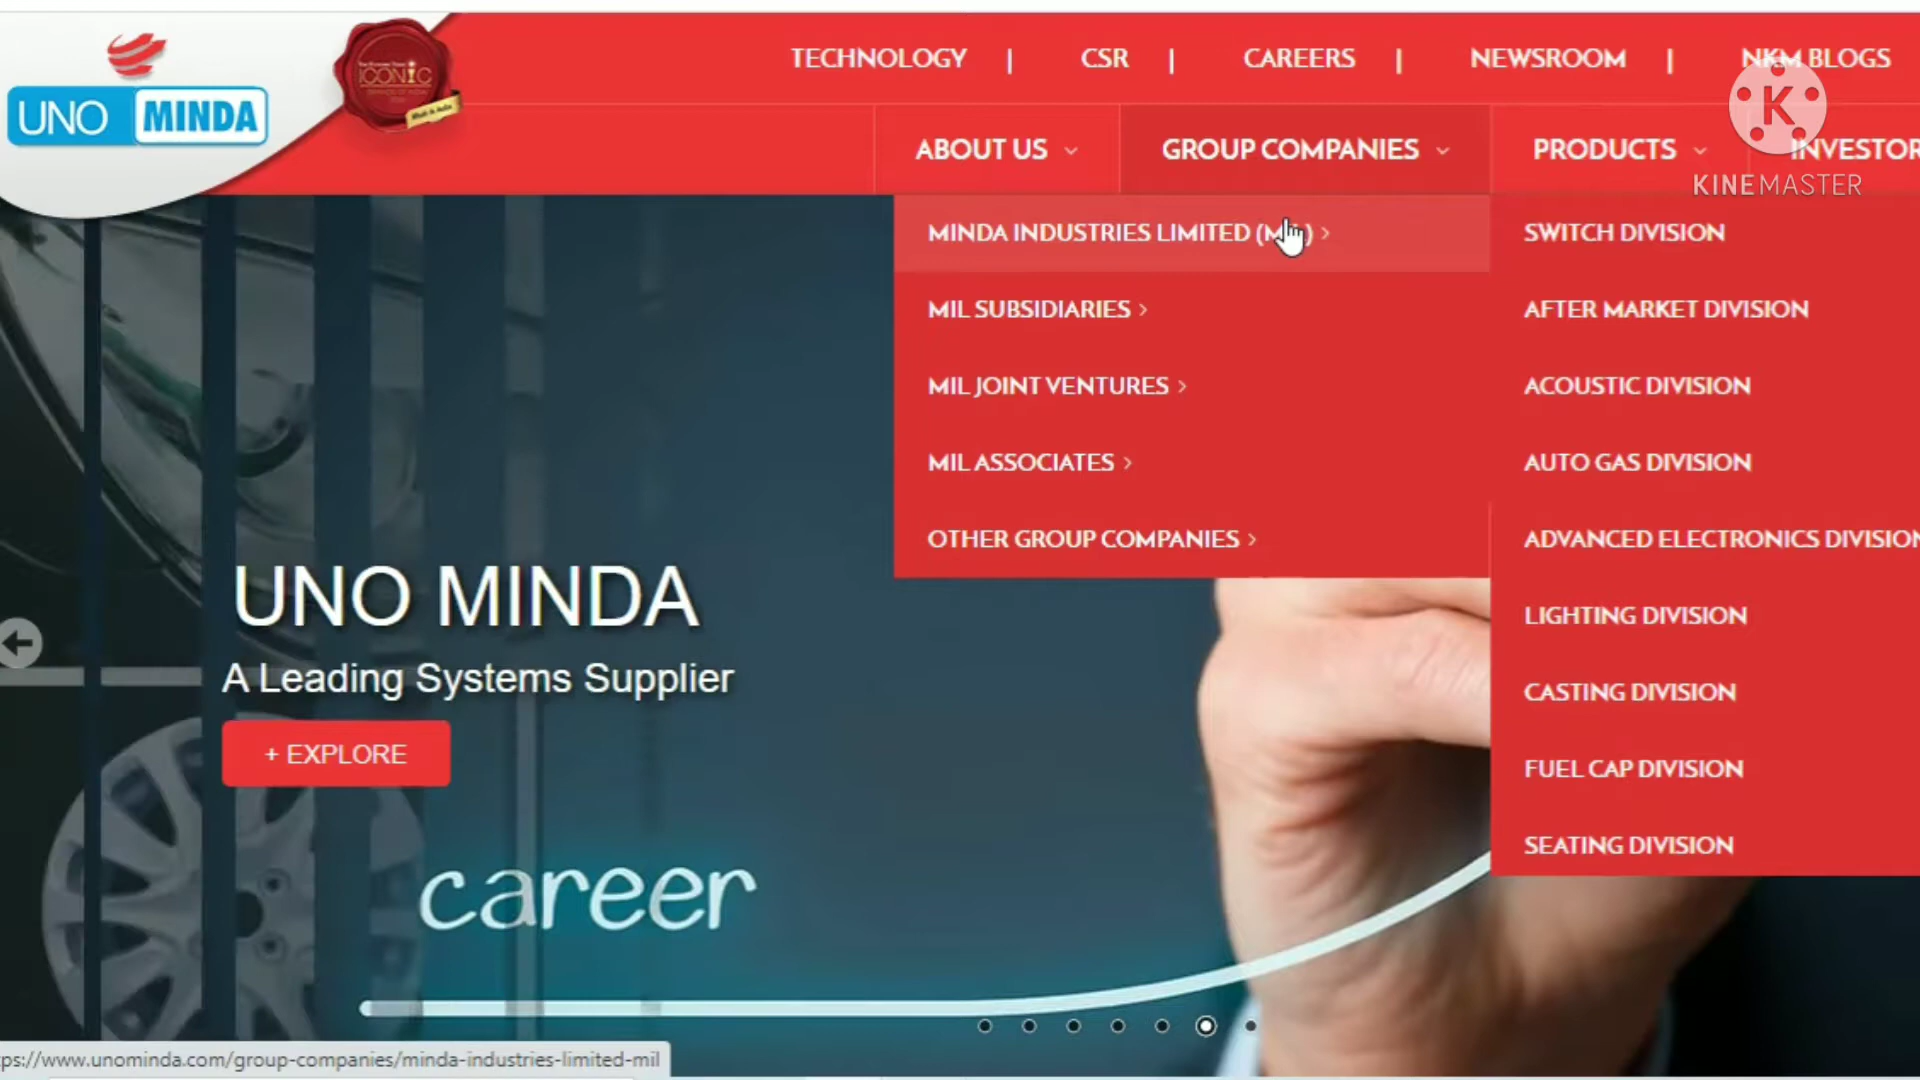 UNO MINDA
ICONIC
TECHNOLOGY | CSR | CAREERS | NEWSROOM | NKM BLOGS
ABOUT US GROUP COMPANIES PRODUCTS INVESTOR
KINEMASTER
MINDA INDUSTRIES LIMITED
MIL SUBSIDIARIES
MIL JOINT VENTURES
MIL ASSOCIATES
OTHER GROUP COMPANIES
SWITCH DIVISION
AFTER MARKET DIVISION
ACOUSTIC DIVISION
AUTO GAS DIVISION
ADVANCED ELECTRONICS DIVISION
LIGHTING DIVISION
CASTING DIVISION
FUEL CAP DIVISION
SEATING DIVISION
UNO MINDA
A Leading Systems Supplier
+ EXPLORE
career
ps://www.unominda.com/group-companies/minda-industries-limited-mil